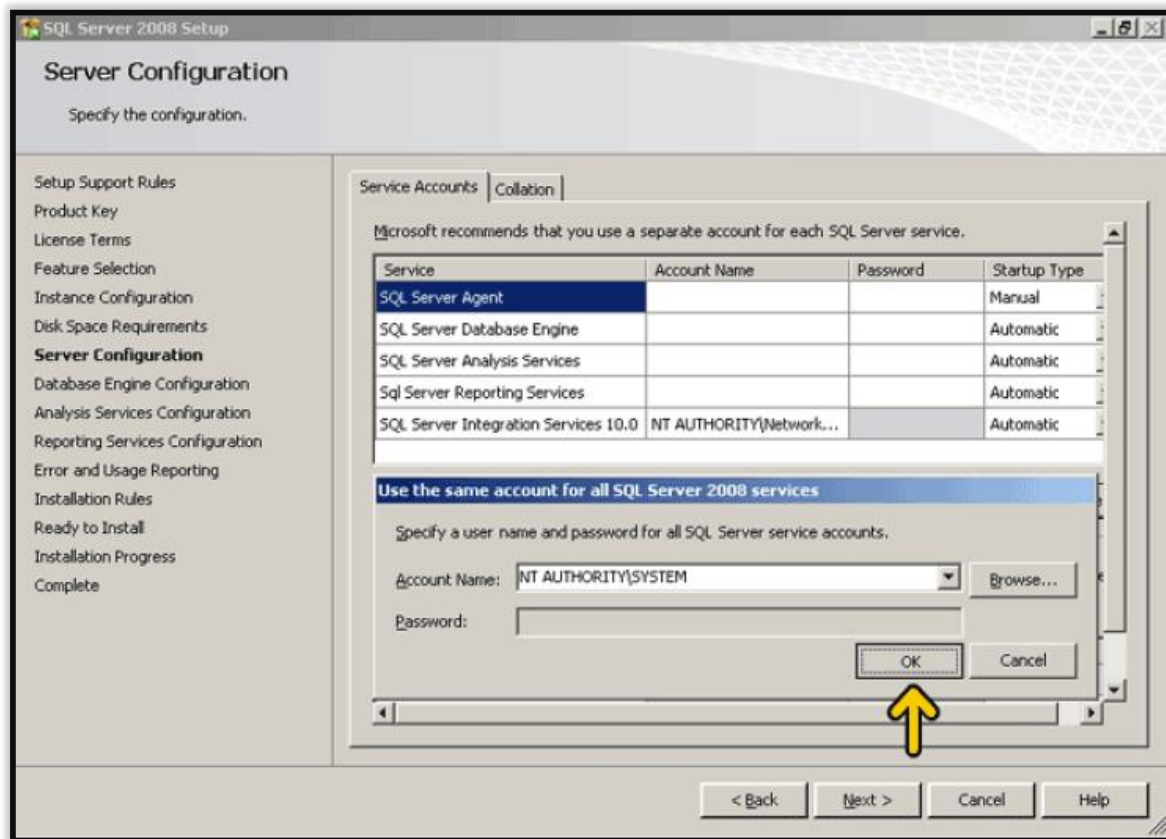 SQL Server 2008 Setup
Server Configuration
Specify the configuration.
Setup Support Rules
Product Key
License Terms
Feature Selection
Instance Configuration
Disk Space Requirements
Server Configuration
Database Engine Configuration
Analysis Services Configuration
Reporting Services Configuration
Error and Usage Reporting
Installation Rules
Ready to Install
Installation Progress
Complete
Service Accounts Collation
Microsoft recommends that you use a separate account for each SQL Server service.
Service Account Name Password Startup Type
SQL Server Agent Manual
SQL Server Database Engine Automatic
SQL Server Analysis Services Automatic
Sql Server Reporting Services Automatic
SQL Server Integration Services 10.0 NT AUTHORITY\Network... Automatic
Use the same account for all SQL Server 2008 services
Specify a user name and password for all SQL Server service accounts.
Account Name: NT AUTHORITY\SYSTEM Browse...
Password:
OK Cancel
< Back Next > Cancel Help